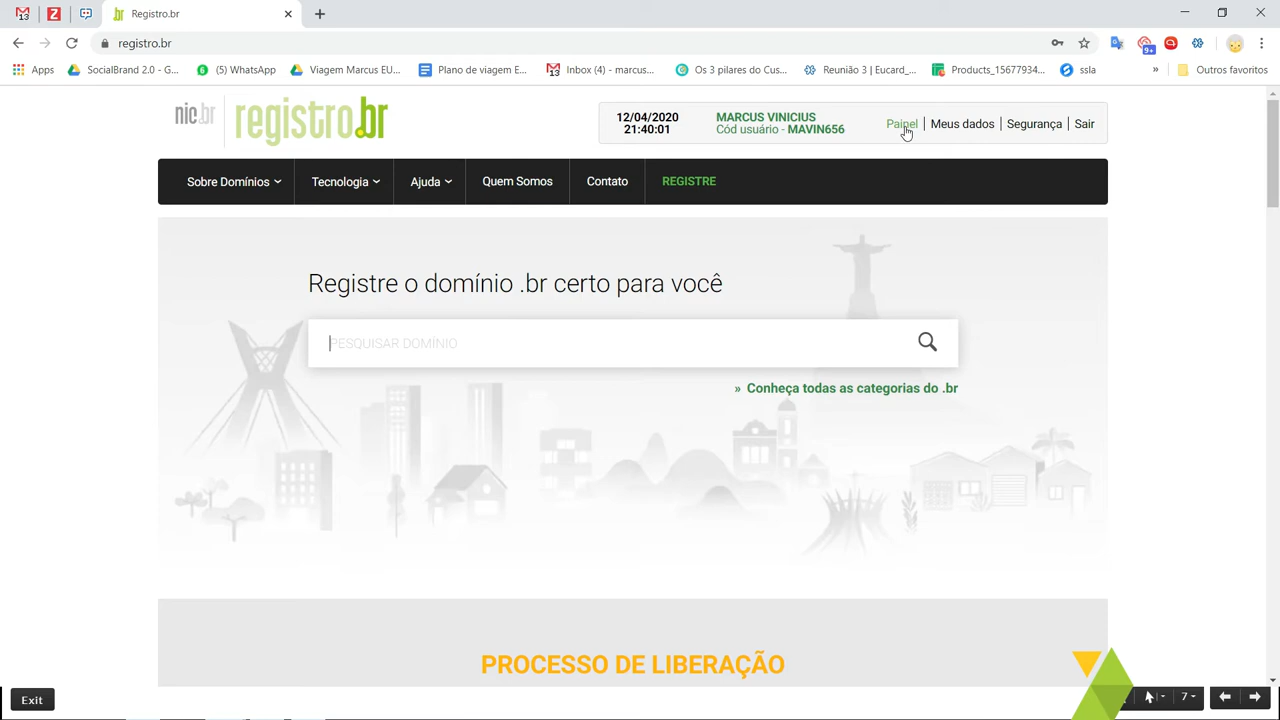 13
Registro.br
registro.br
9+
Apps
SocialBrand 2.0 - G...
6
(5) WhatsApp
Viagem Marcus EU...
Plano de viagem E...
13
Inbox (4) - marcus...
Os 3 pilares do Cus...
Reunião 3 | Eucard_...
Products_15677934...
ssla
»
Outros favoritos
nic.br
registro.br
12/04/2020
21:40:01
MARCUS VINICIUS
Cód usuário - MAVIN656
Painel | Meus dados | Segurança | Sair
Sobre Domínios
Tecnologia
Ajuda
Quem Somos
Contato
REGISTRE
Registre o domínio .br certo para você
PESQUISAR DOMÍNIO
» Conheça todas as categorias do .br
PROCESSO DE LIBERAÇÃO
Exit
7